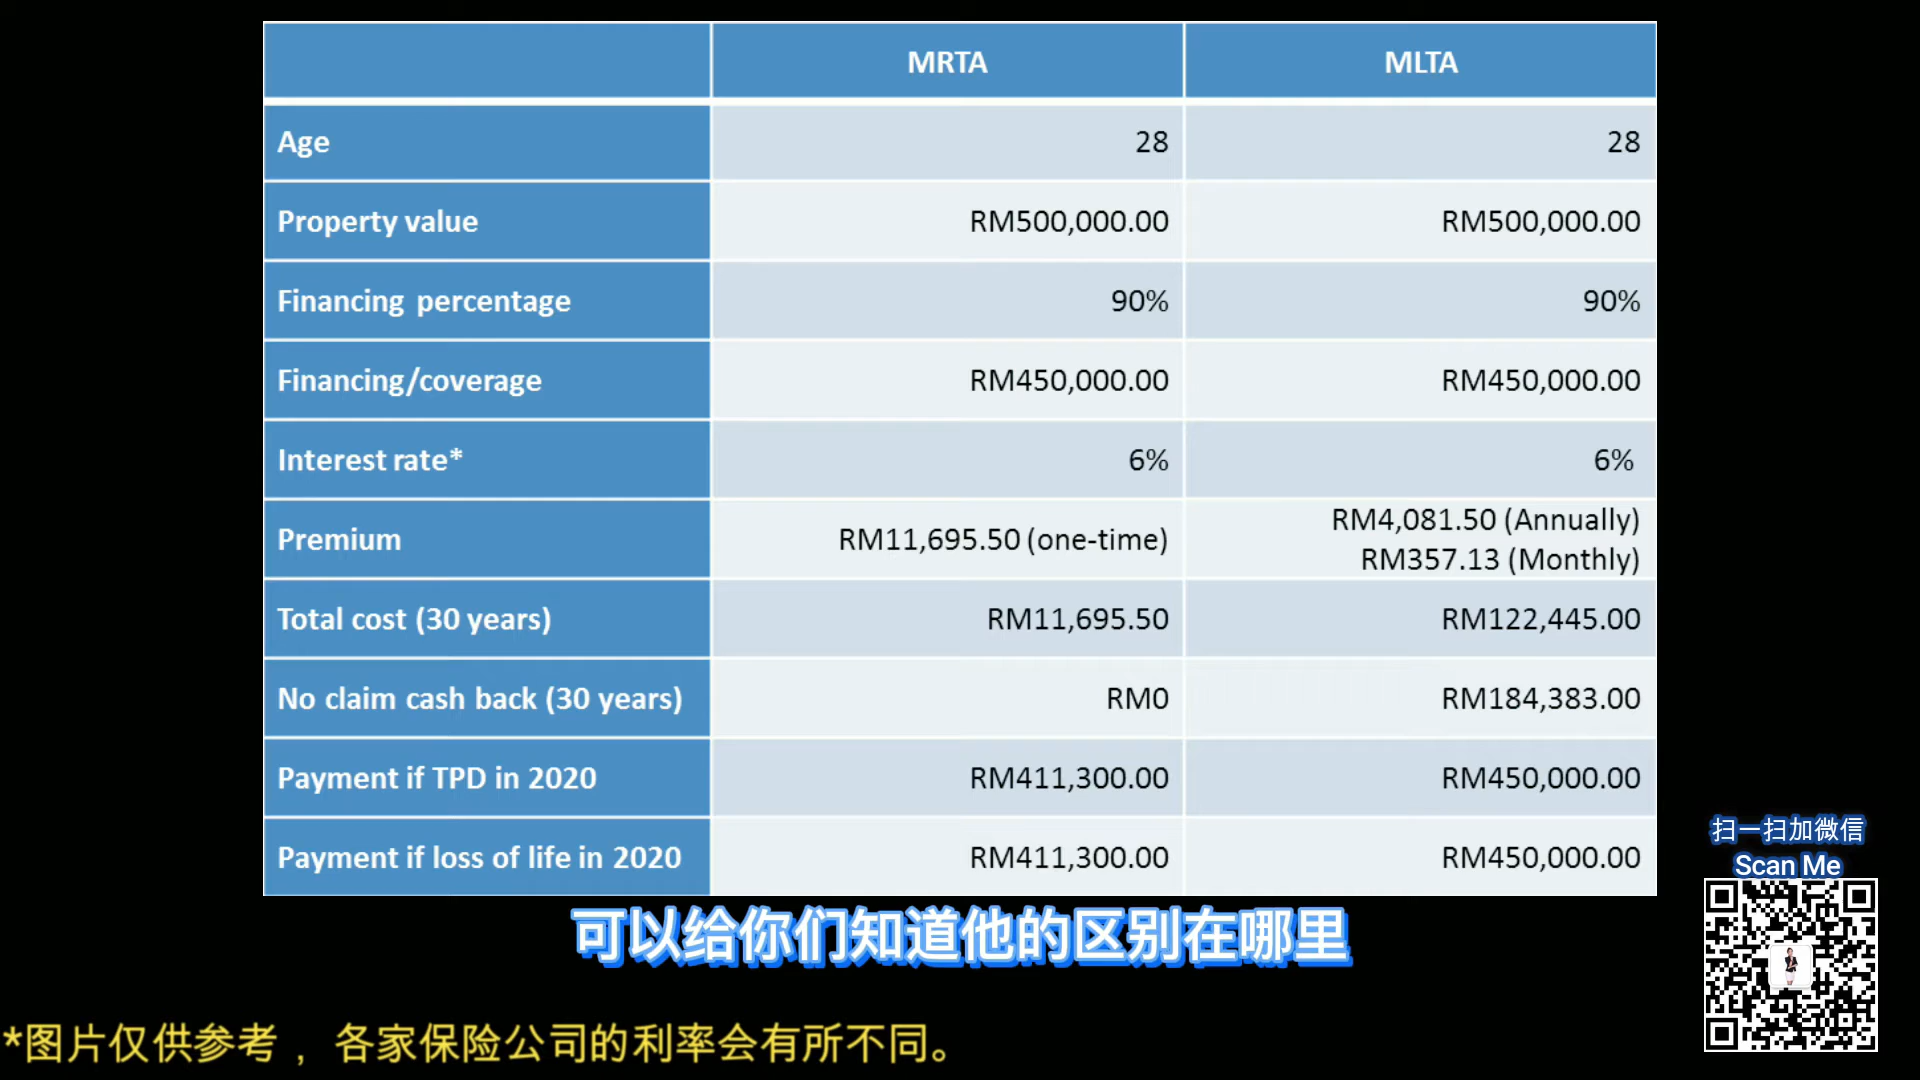 MRTA MLTA
Age 28 28
Property value RM500,000.00 RM500,000.00
Financing percentage 90% 90%
Financing/coverage RM450,000.00 RM450,000.00
Interest rate* 6% 6%
Premium RM11,695.50 (one-time) RM4,081.50 (Annually)
RM357.13 (Monthly)
Total cost (30 years) RM11,695.50 RM122,445.00
No claim cash back (30 years) RM0 RM184,383.00
Payment if TPD in 2020 RM411,300.00 RM450,000.00
Payment if loss of life in 2020 RM411,300.00 RM450,000.00
扫一扫加微信
Scan Me
可以给你们知道他的区别在哪里
*图片仅供参考，各家保险公司的利率会有所不同。